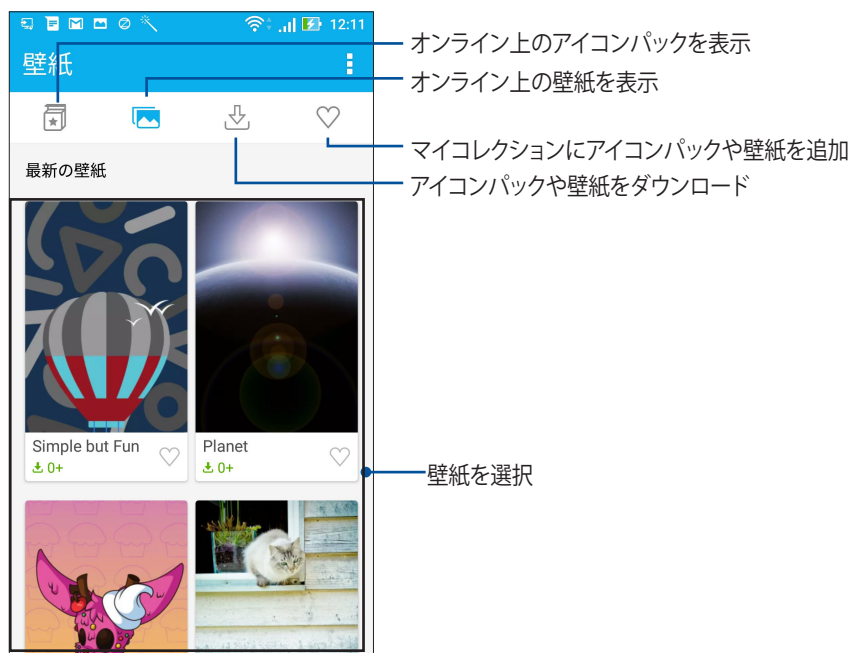 12:11
壁紙
最新の壁紙
Simple but Fun
0+
Planet
0+
オンライン上のアイコンパックを表示
オンライン上の壁紙を表示
マイコレクションにアイコンパックや壁紙を追加
アイコンパックや壁紙をダウンロード
壁紙を選択